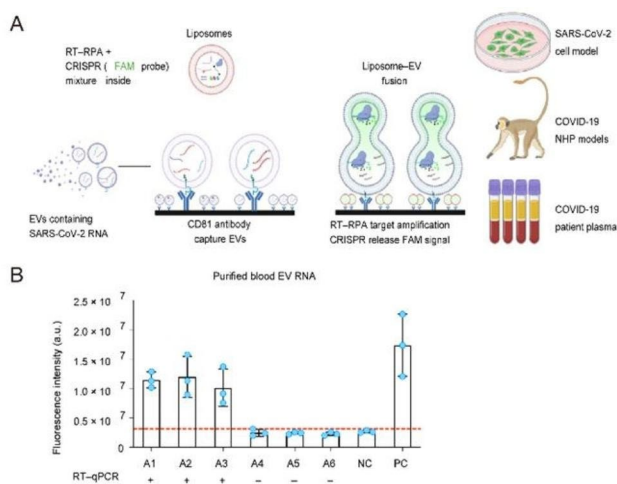 A
Liposomes
RT–RPA +
CRISPR ( FAM probe)
mixture inside
Liposome–EV
fusion
SARS-CoV-2
cell model
COVID-19
NHP models
COVID-19
patient plasma
EVs containing
SARS-CoV-2 RNA
CD81 antibody
capture EVs
RT–RPA target amplification
CRISPR release FAM signal
B
Purified blood EV RNA
Fluorescence intensity (a.u.)
2.5 × 10 7
2.0 × 10 7
1.5 × 10 7
1.0 × 10 7
0.5 × 10 7
0
A1 A2 A3 A4 A5 A6 NC PC
RT–qPCR + + + – – – – +